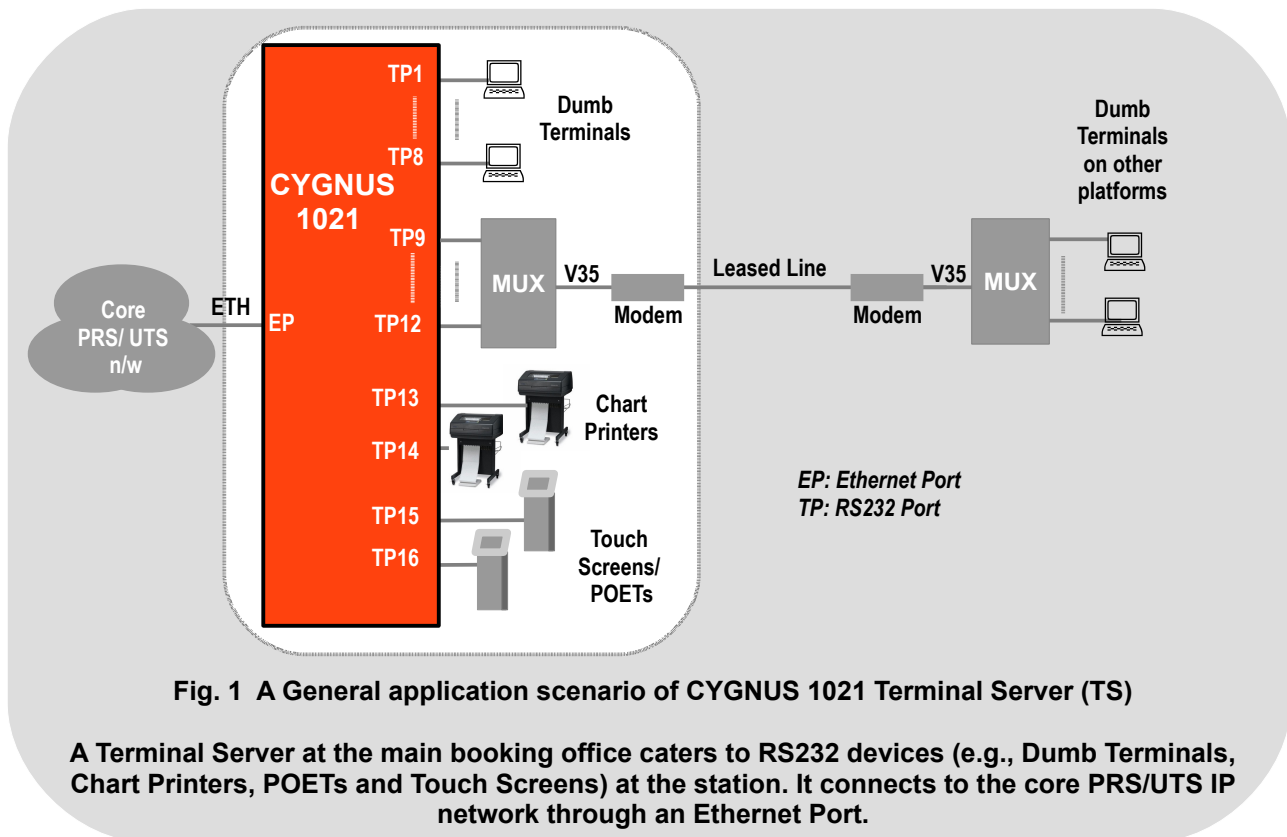 TP1
Dumb
Terminals
TP8
CYGNUS
1021
TP9
MUX
V35
Modem
TP12
Leased Line
Modem
V35
MUX
Dumb
Terminals
on other
platforms
Core
PRS/ UTS
n/w
ETH
EP
TP13
Chart
Printers
TP14
TP15
TP16
Touch
Screens/
POETs
EP: Ethernet Port
TP: RS232 Port
Fig. 1 A General application scenario of CYGNUS 1021 Terminal Server (TS)
A Terminal Server at the main booking office caters to RS232 devices (e.g., Dumb Terminals,
Chart Printers, POETs and Touch Screens) at the station. It connects to the core PRS/UTS IP
network through an Ethernet Port.